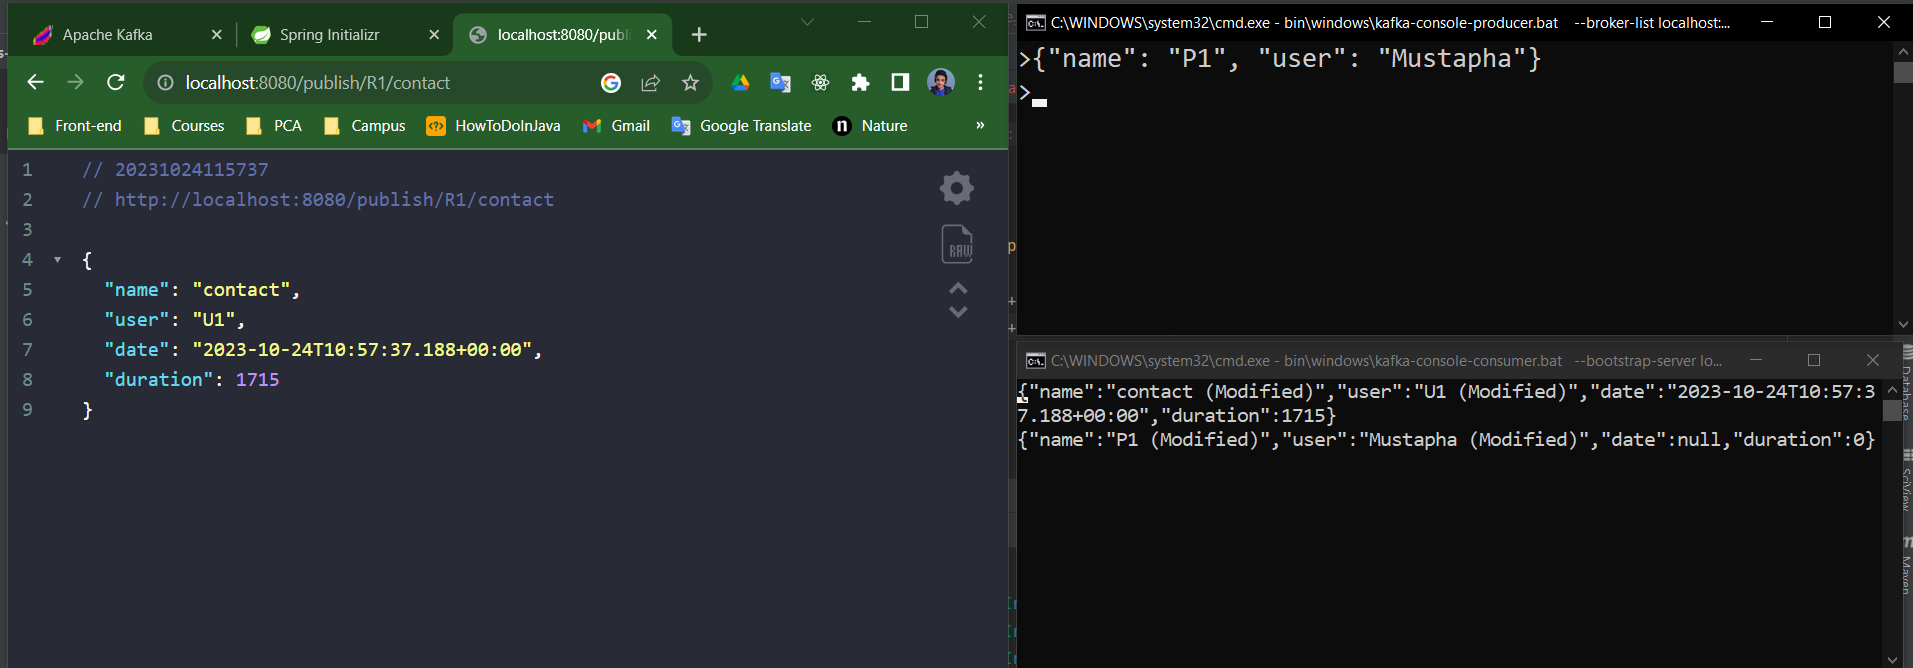 Apache Kafka
Spring Initializr
localhost:8080/publi
localhost:8080/publish/R1/contact
Front-end
Courses
PCA
Campus
HowToDoInJava
Gmail
Google Translate
Nature
»
1 // 20231024115737
2 // http://localhost:8080/publish/R1/contact
3
4 {
5 "name": "contact",
6 "user": "U1",
7 "date": "2023-10-24T10:57:37.188+00:00",
8 "duration": 1715
9 }
RAW
C:\WINDOWS\system32\cmd.exe - bin\windows\kafka-console-producer.bat --broker-list localhost:...
>{"name": "P1", "user": "Mustapha"}
>
C:\WINDOWS\system32\cmd.exe - bin\windows\kafka-console-consumer.bat --bootstrap-server lo...
{"name":"contact (Modified)","user":"U1 (Modified)","date":"2023-10-24T10:57:3
7.188+00:00","duration":1715}
{"name":"P1 (Modified)","user":"Mustapha (Modified)","date":null,"duration":0}
Database
SciView
Maven